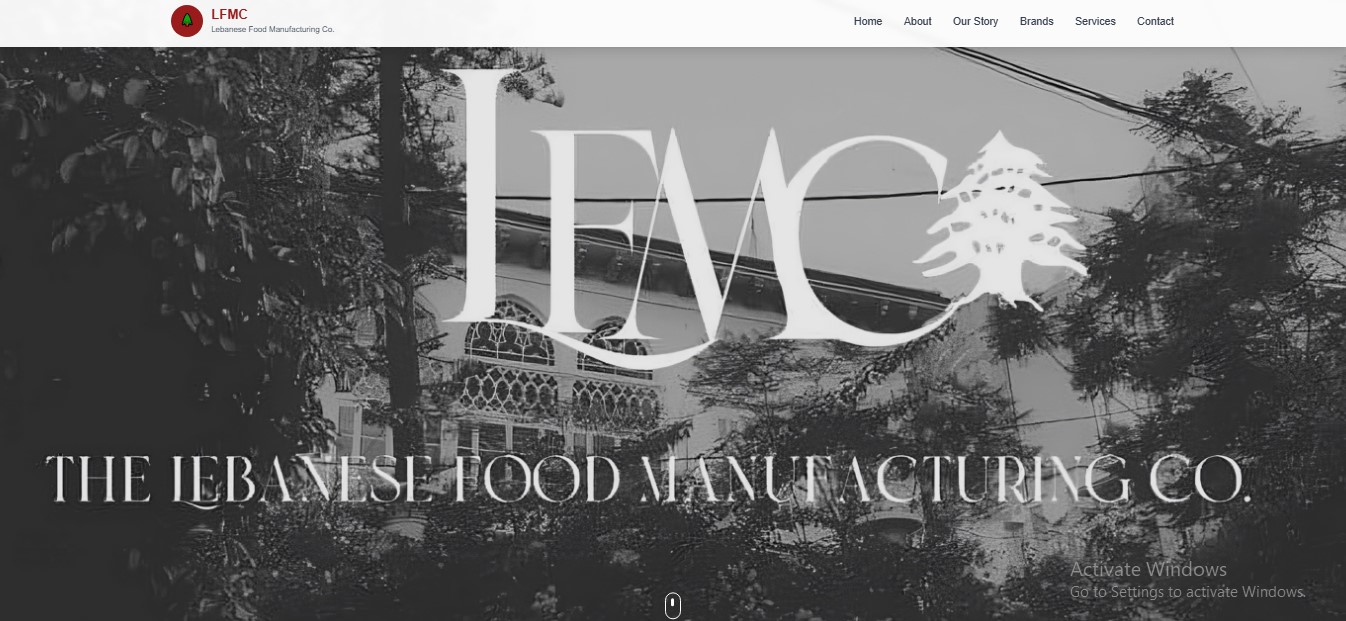 LFMC
Lebanese Food Manufacturing Co.
Home About Our Story Brands Services Contact
LFMC
THE LEBANESE FOOD MANUFACTURING CO.
Activate Windows
Go to Settings to activate Windows.